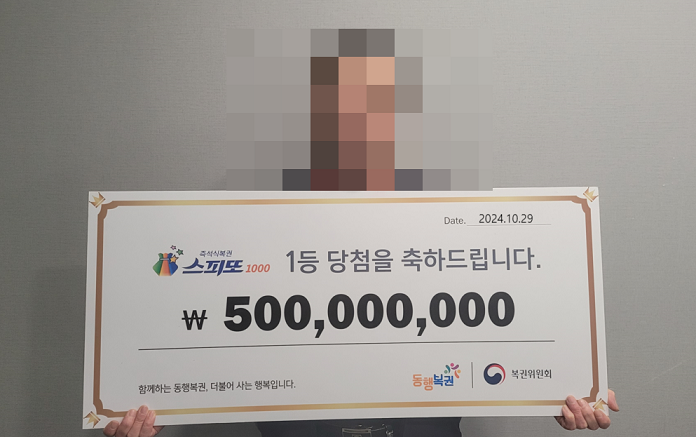 Date. 2024.10.29
즉석식복권
스피또1000 1등 당첨을 축하드립니다.
₩ 500,000,000
함께하는 동행복권, 더불어 사는 행복입니다.
동행복권 복권위원회